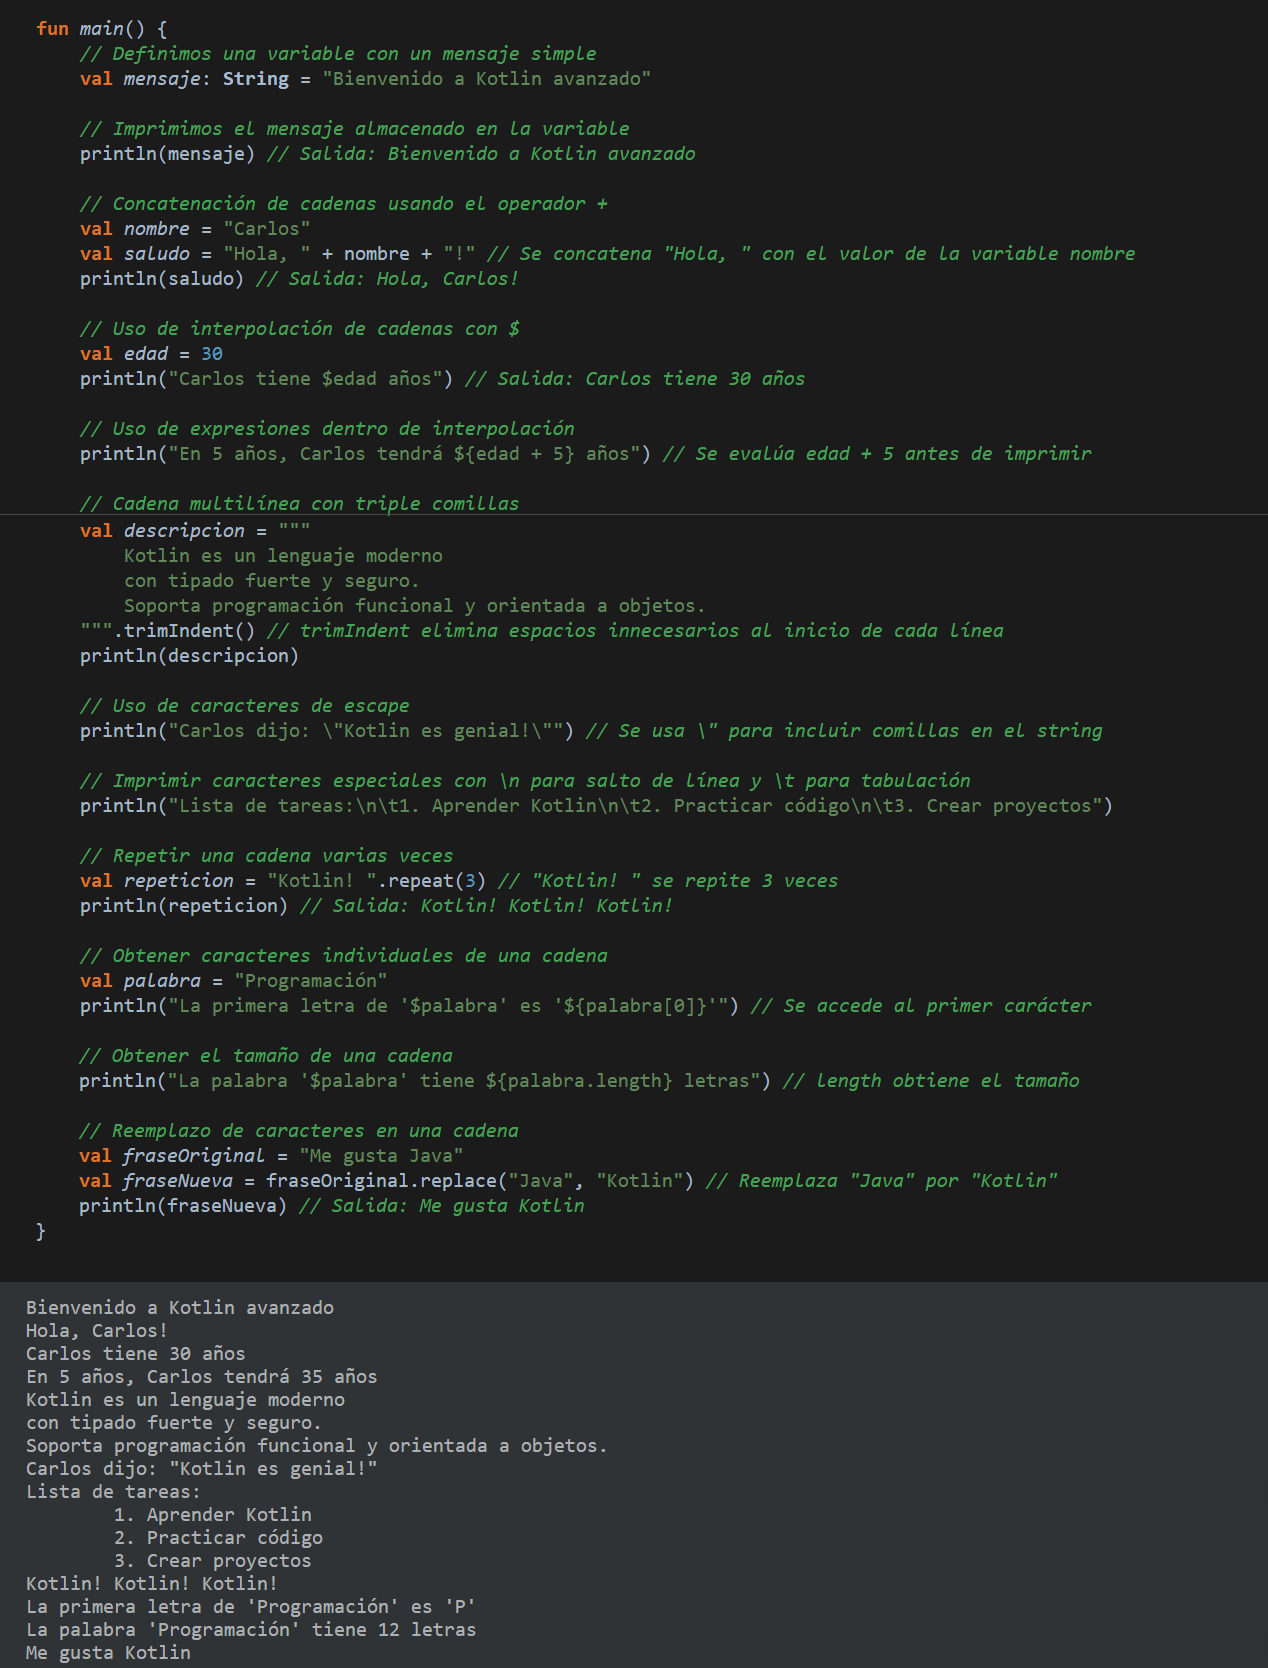 fun main() {
    // Definimos una variable con un mensaje simple
    val mensaje: String = "Bienvenido a Kotlin avanzado"

    // Imprimimos el mensaje almacenado en la variable
    println(mensaje) // Salida: Bienvenido a Kotlin avanzado

    // Concatenación de cadenas usando el operador +
    val nombre = "Carlos"
    val saludo = "Hola, " + nombre + "!" // Se concatena "Hola, " con el valor de la variable nombre
    println(saludo) // Salida: Hola, Carlos!

    // Uso de interpolación de cadenas con $
    val edad = 30
    println("Carlos tiene $edad años") // Salida: Carlos tiene 30 años

    // Uso de expresiones dentro de interpolación
    println("En 5 años, Carlos tendrá ${edad + 5} años") // Se evalúa edad + 5 antes de imprimir

    // Cadena multilínea con triple comillas
    val descripcion = """
        Kotlin es un lenguaje moderno
        con tipado fuerte y seguro.
        Soporta programación funcional y orientada a objetos.
    """.trimIndent() // trimIndent elimina espacios innecesarios al inicio de cada línea
    println(descripcion)

    // Uso de caracteres de escape
    println("Carlos dijo: \"Kotlin es genial!\"") // Se usa \" para incluir comillas en el string

    // Imprimir caracteres especiales con \n para salto de línea y \t para tabulación
    println("Lista de tareas:\n\t1. Aprender Kotlin\n\t2. Practicar código\n\t3. Crear proyectos")

    // Repetir una cadena varias veces
    val repeticion = "Kotlin! ".repeat(3) // "Kotlin! " se repite 3 veces
    println(repeticion) // Salida: Kotlin! Kotlin! Kotlin!

    // Obtener caracteres individuales de una cadena
    val palabra = "Programación"
    println("La primera letra de '$palabra' es '${palabra[0]}'") // Se accede al primer carácter

    // Obtener el tamaño de una cadena
    println("La palabra '$palabra' tiene ${palabra.length} letras") // length obtiene el tamaño

    // Reemplazo de caracteres en una cadena
    val fraseOriginal = "Me gusta Java"
    val fraseNueva = fraseOriginal.replace("Java", "Kotlin") // Reemplaza "Java" por "Kotlin"
    println(fraseNueva) // Salida: Me gusta Kotlin
}

Bienvenido a Kotlin avanzado
Hola, Carlos!
Carlos tiene 30 años
En 5 años, Carlos tendrá 35 años
Kotlin es un lenguaje moderno
con tipado fuerte y seguro.
Soporta programación funcional y orientada a objetos.
Carlos dijo: "Kotlin es genial!"
Lista de tareas:
        1. Aprender Kotlin
        2. Practicar código
        3. Crear proyectos
Kotlin! Kotlin! Kotlin!
La primera letra de 'Programación' es 'P'
La palabra 'Programación' tiene 12 letras
Me gusta Kotlin